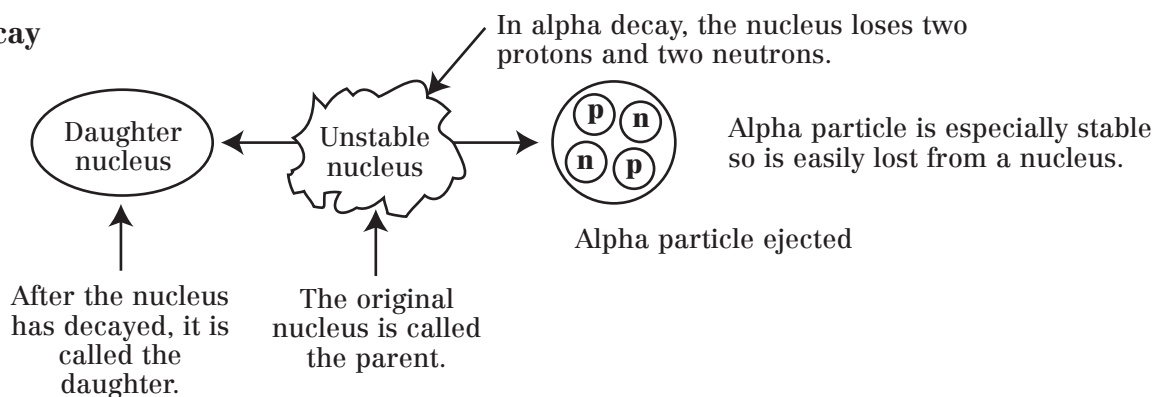 cay
In alpha decay, the nucleus loses two
protons and two neutrons.
Daughter
nucleus
Unstable
nucleus
p
n
n
p
Alpha particle is especially stable
so is easily lost from a nucleus.
Alpha particle ejected
After the nucleus
has decayed, it is
called the
daughter.
The original
nucleus is called
the parent.